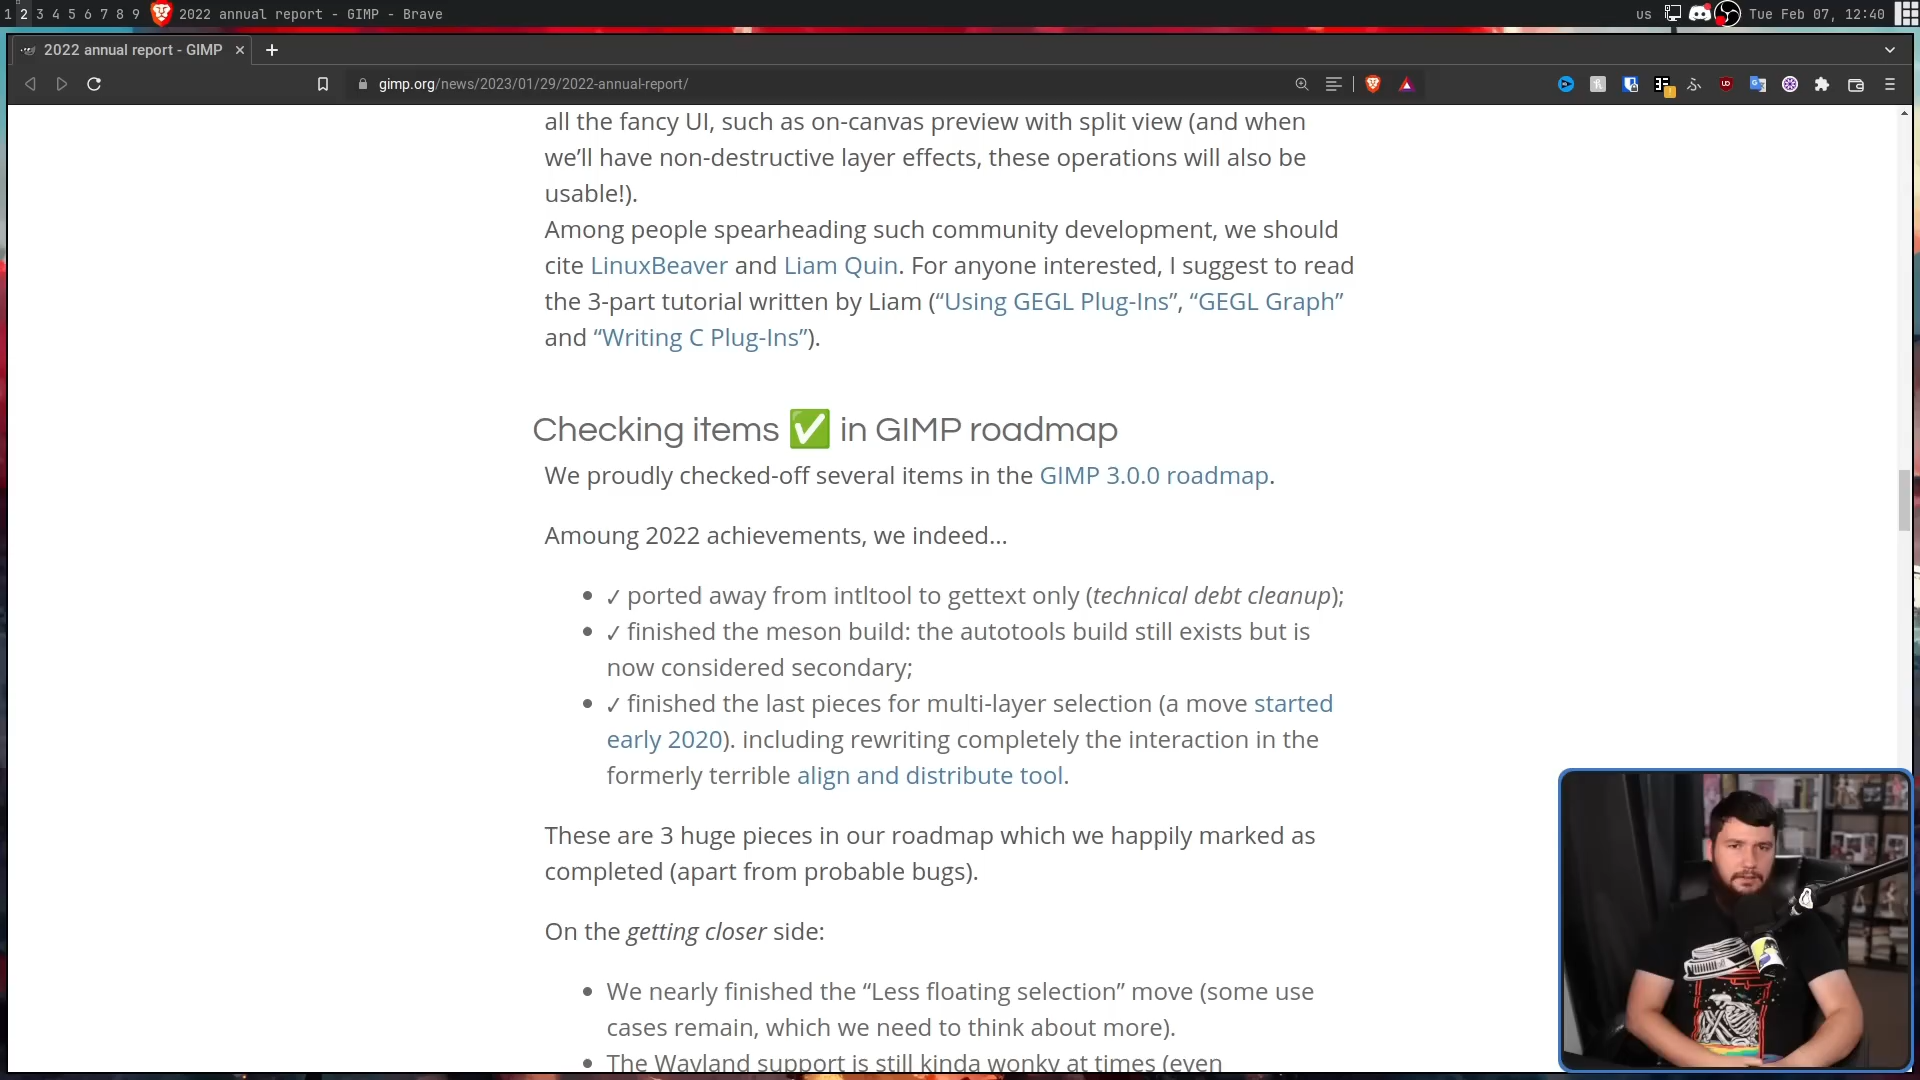 1 2 3 4 5 6 7 8 9 2022 annual report - GIMP - Brave us Tue Feb 07, 12:40
2022 annual report - GIMP
gimp.org/news/2023/01/29/2022-annual-report/
all the fancy UI, such as on-canvas preview with split view (and when
we’ll have non-destructive layer effects, these operations will also be
usable!).
Among people spearheading such community development, we should
cite LinuxBeaver and Liam Quin. For anyone interested, I suggest to read
the 3-part tutorial written by Liam (“Using GEGL Plug-Ins”, “GEGL Graph”
and “Writing C Plug-Ins”).
Checking items ✅ in GIMP roadmap
We proudly checked-off several items in the GIMP 3.0.0 roadmap.
Amoung 2022 achievements, we indeed…
• ✓ ported away from intltool to gettext only (technical debt cleanup);
• ✓ finished the meson build: the autotools build still exists but is
now considered secondary;
• ✓ finished the last pieces for multi-layer selection (a move started
early 2020). including rewriting completely the interaction in the
formerly terrible align and distribute tool.
These are 3 huge pieces in our roadmap which we happily marked as
completed (apart from probable bugs).
On the getting closer side:
• We nearly finished the “Less floating selection” move (some use
cases remain, which we need to think about more).
• The Wayland support is still kinda wonky at times (even